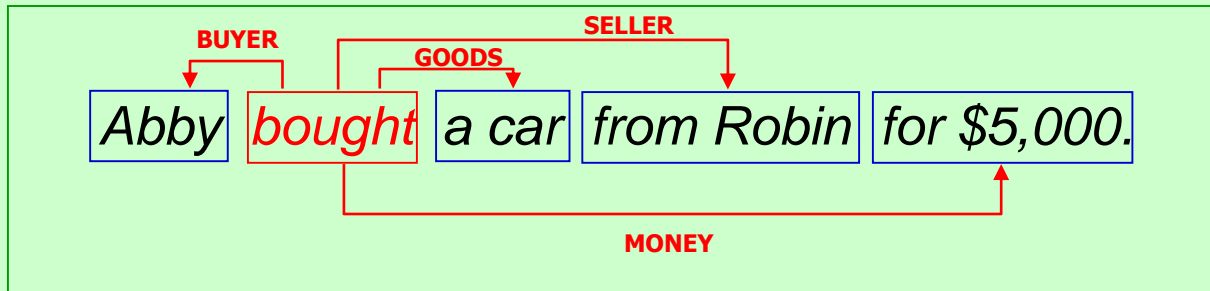 SELLER
BUYER
GOODS
Abby bought a car from Robin for $5,000.
MONEY